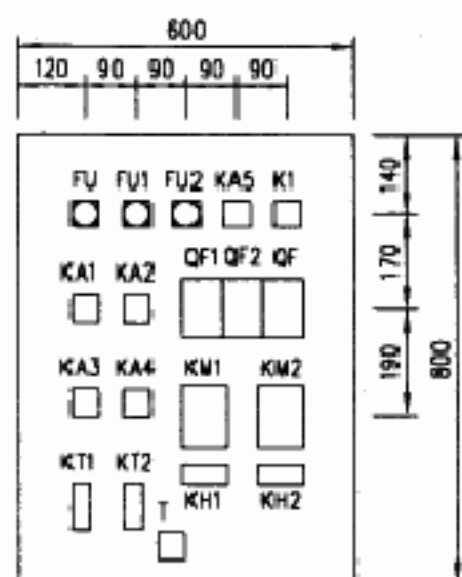 600
120 90 90 90 90
FU FU1 FU2 KA5 K1
140
QF1 QF2 QF
170
KA1 KA2
190
800
KA3 KA4 KM1 KM2
KT1 KT2
KH1 KH2
T